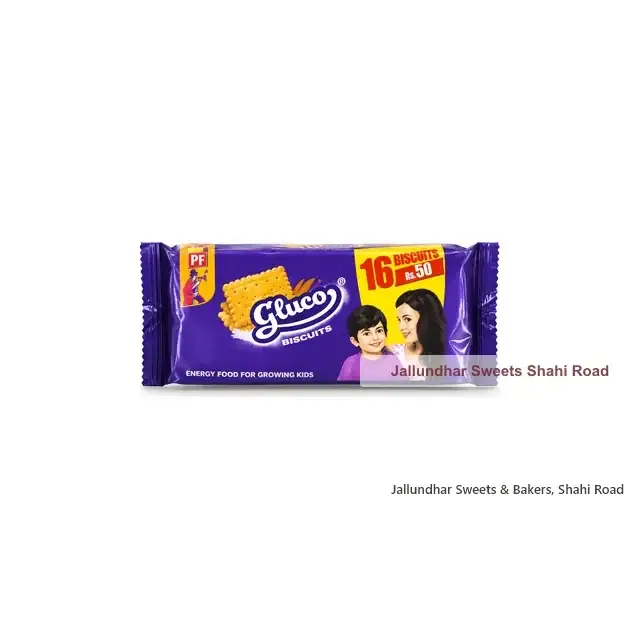 PF
16 BISCUITS
Rs.50
Gluco®
BISCUITS
ENERGY FOOD FOR GROWING KIDS
Jallundhar Sweets Shahi Road
Jallundhar Sweets & Bakers, Shahi Road